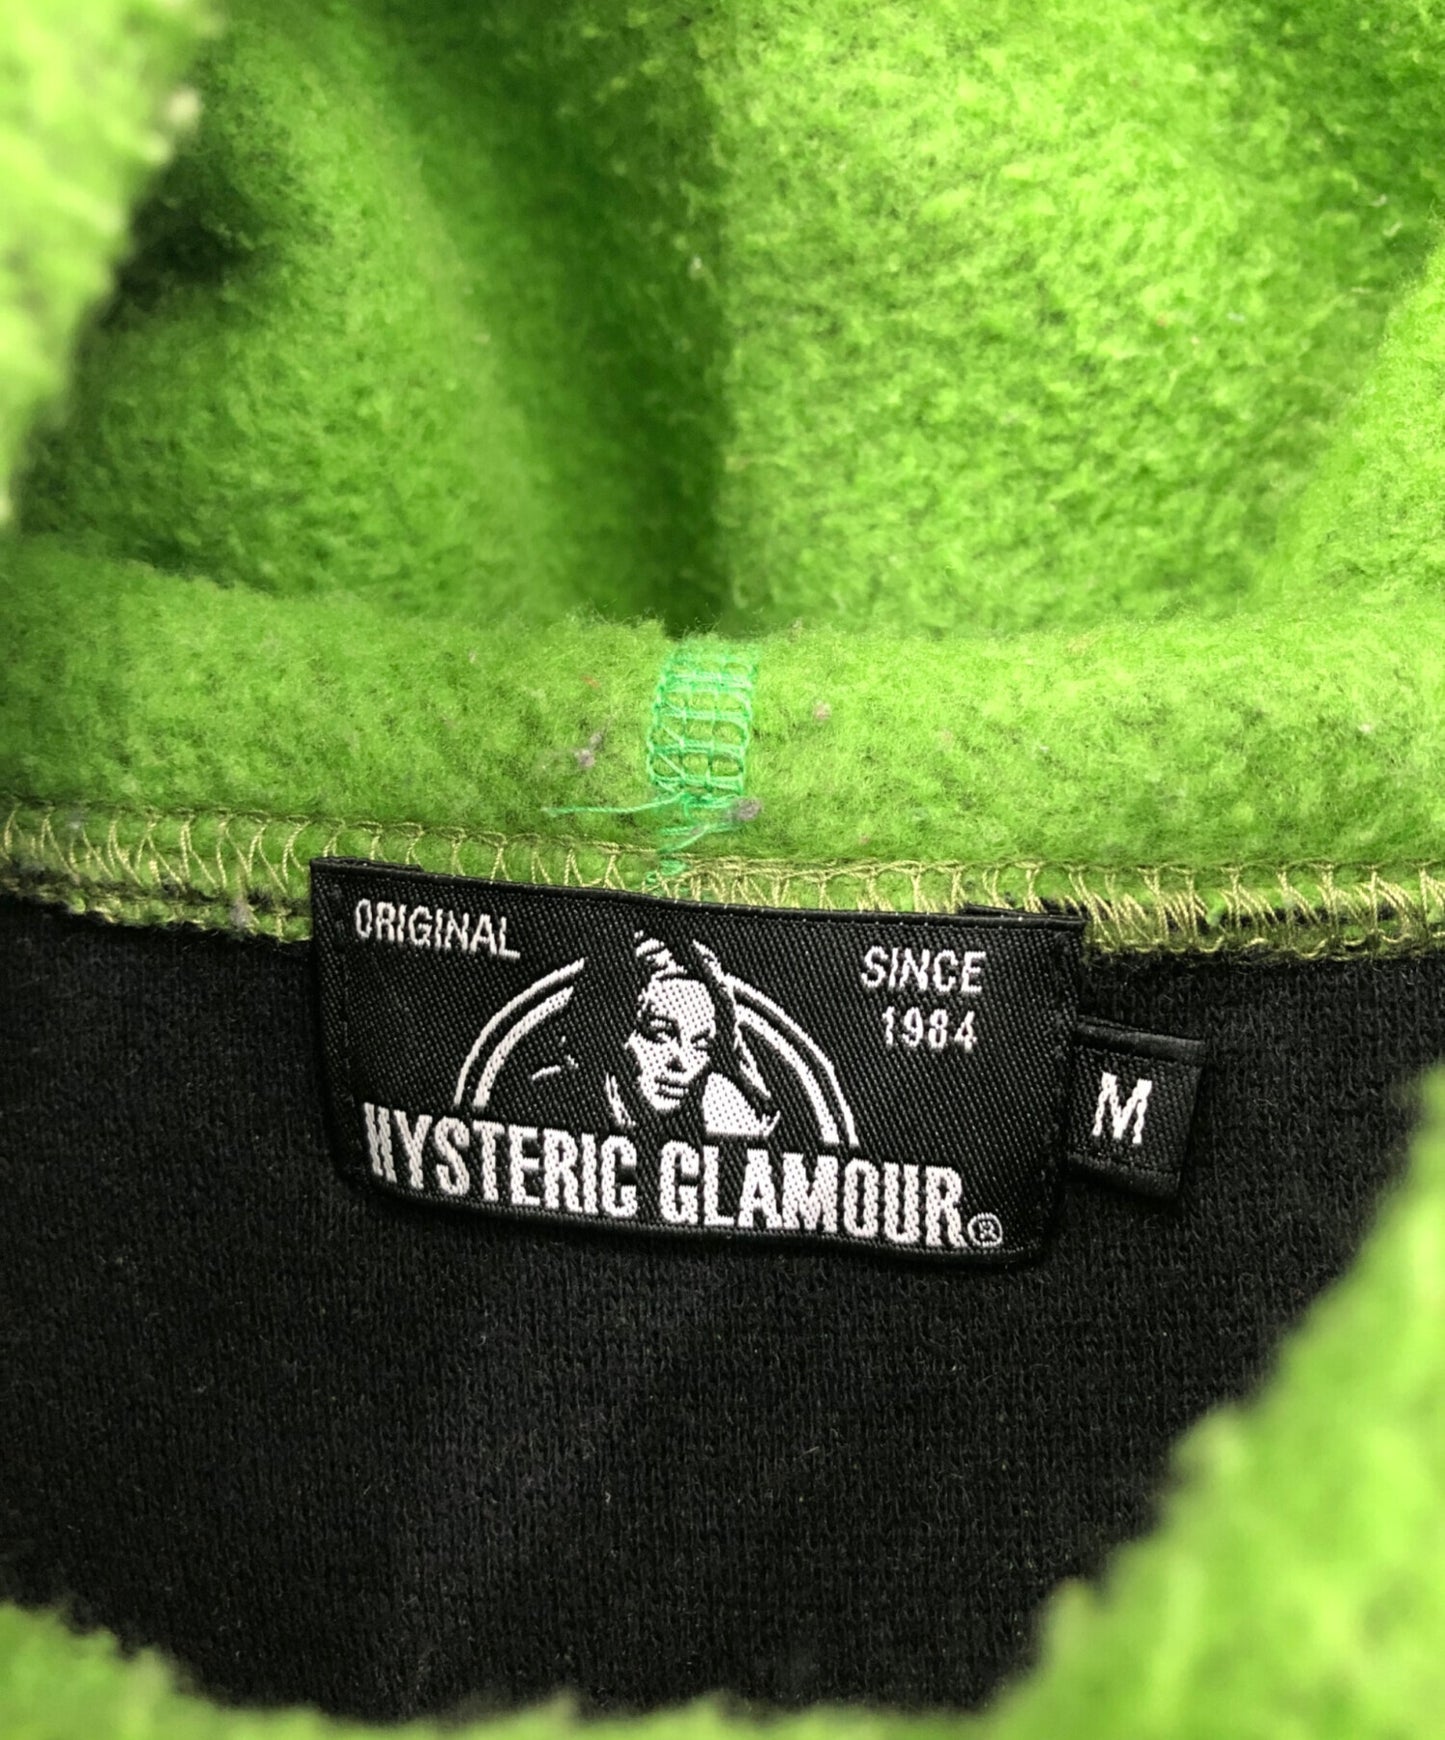 ORIGINAL
SINCE
1984
HYSTERIC GLAMOUR®
M